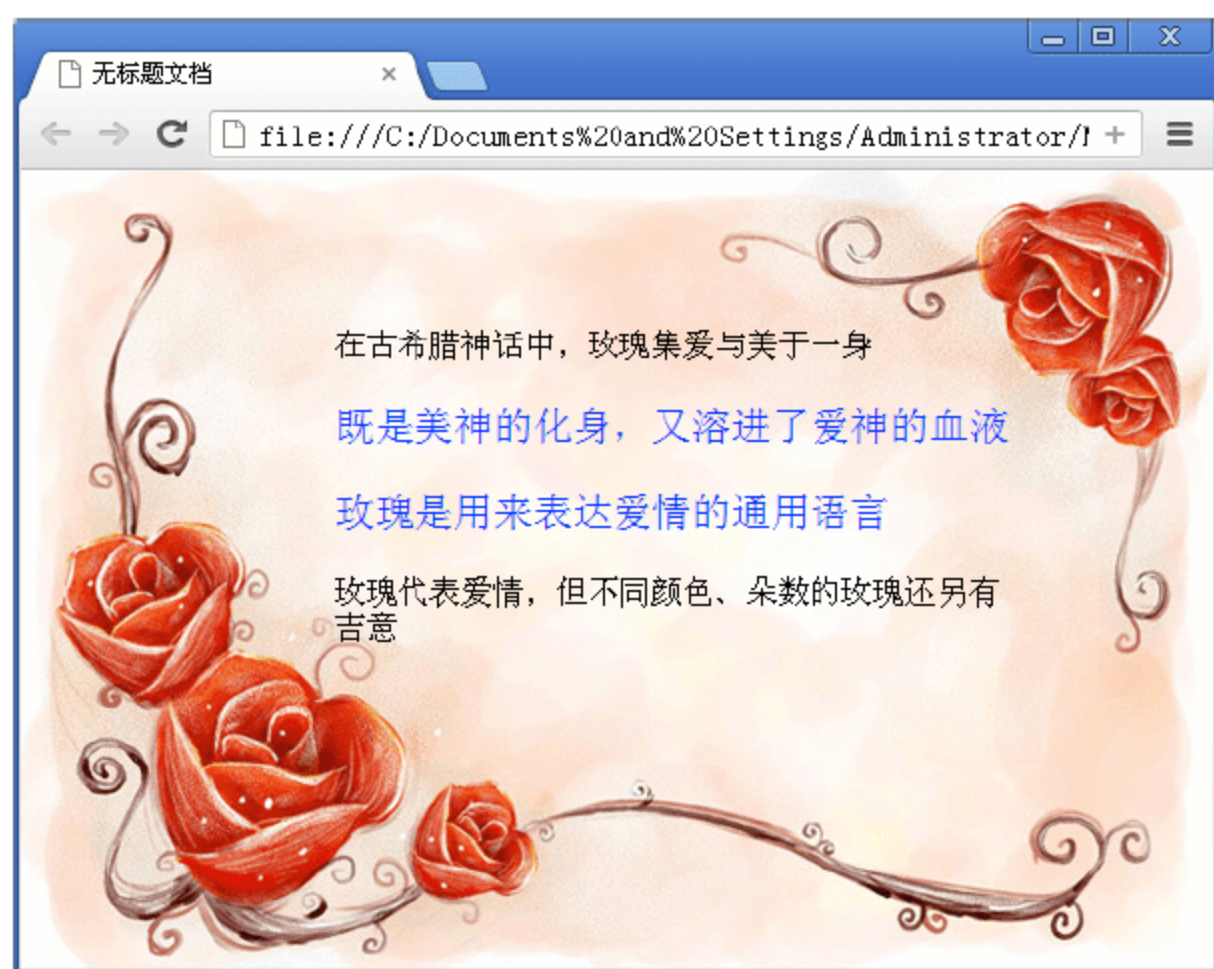 无标题文档
file:///C:/Documents%20and%20Settings/Administrator/
在古希腊神话中，玫瑰集爱与美于一身
既是美神的化身，又溶进了爱神的血液
玫瑰是用来表达爱情的通用语言
玫瑰代表爱情，但不同颜色、朵数的玫瑰还另有
吉意